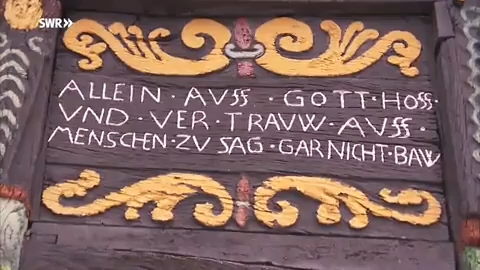 SWR»
ALLEIN · AVSS · GOTT · HOSS ·
VND · VER · TRAVW · AVSS ·
MENSCHEN · ZV SAG · GAR NICHT · BAW